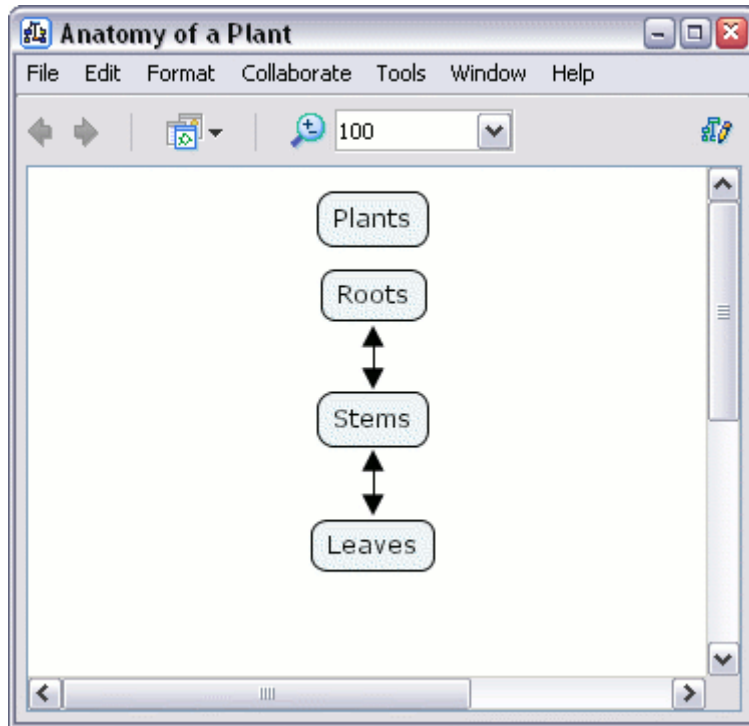 Anatomy of a Plant
File Edit Format Collaborate Tools Window Help
100
Plants
Roots
Stems
Leaves